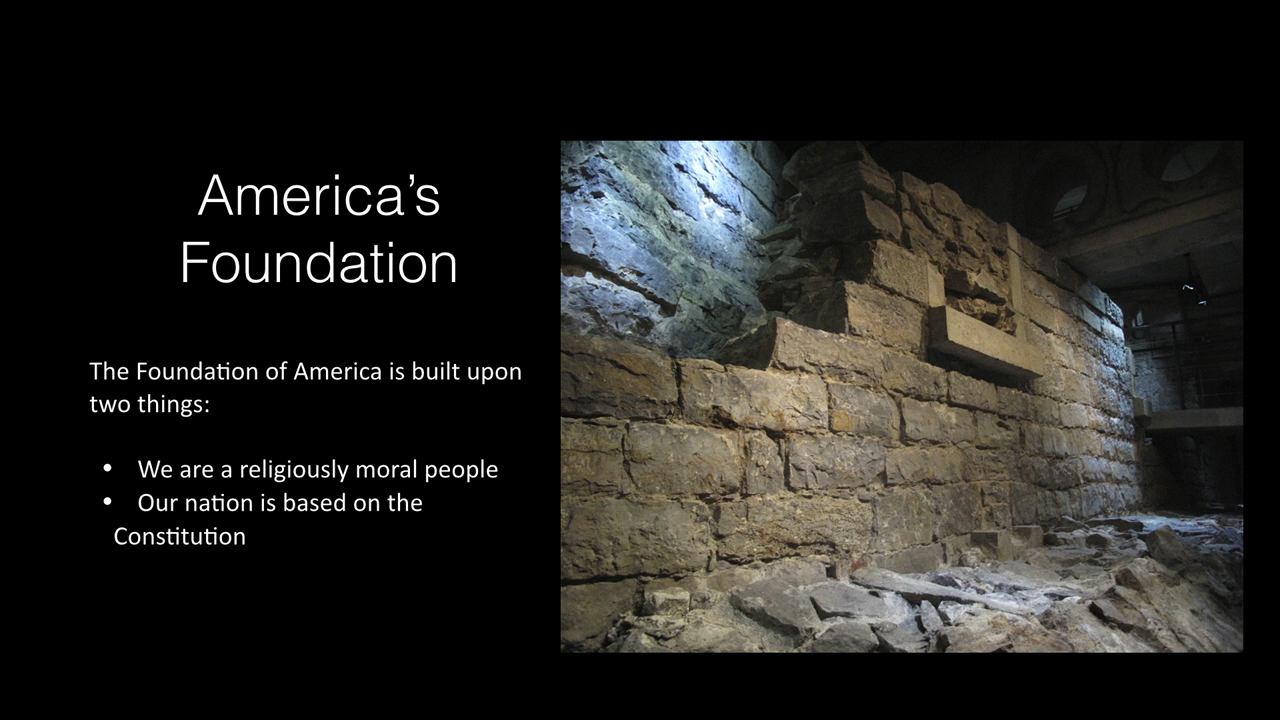 America’s
Foundation
The Foundation of America is built upon
two things:
• We are a religiously moral people
• Our nation is based on the
Constitution